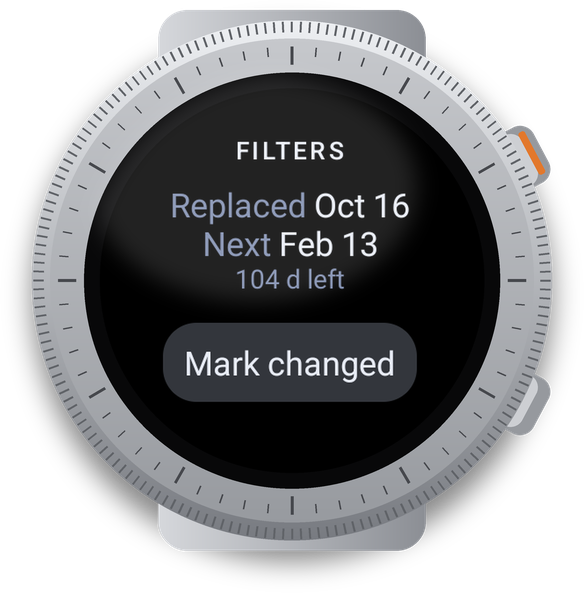 FILTERS
Replaced Oct 16
Next Feb 13
104 d left
Mark changed